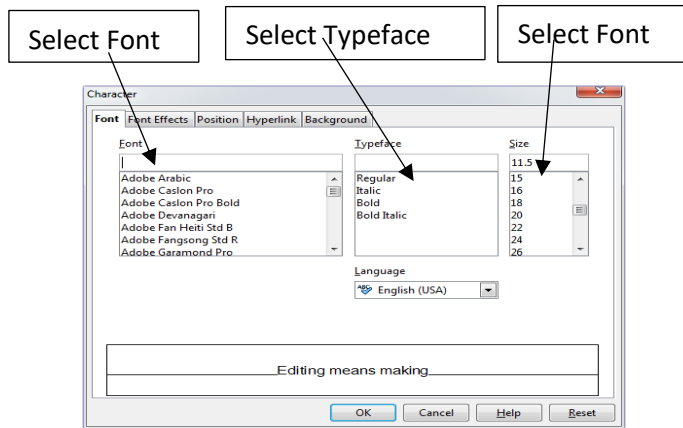 Select Font
Select Typeface
Select Font
Character
Font Font Effects Position Hyperlink Background
Font
Typeface
Size
11.5
Adobe Arabic
Adobe Caslon Pro
Adobe Caslon Pro Bold
Adobe Devanagari
Adobe Fan Heiti Std B
Adobe Fangsong Std R
Adobe Garamond Pro
Regular
Italic
Bold
Bold Italic
15
16
18
20
22
24
26
Language
English (USA)
Editing means making
OK Cancel Help Reset